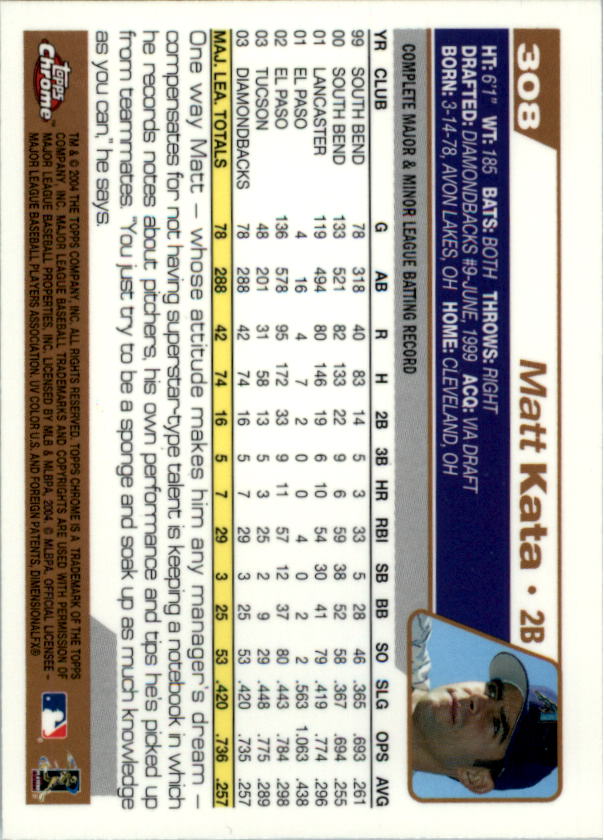 308
Matt Kata • 2B
HT: 6'1" WT: 185 BATS: BOTH THROWS: RIGHT
DRAFTED: DIAMONDBACKS #9-JUNE, 1999 ACQ: VIA DRAFT
BORN: 3-14-78, AVON LAKES, OH HOME: CLEVELAND, OH
COMPLETE MAJOR & MINOR LEAGUE BATTING RECORD
YR CLUB G AB R H 2B 3B HR RBI SB BB SO SLG OPS AVG
99 SOUTH BEND 78 318 40 83 14 5 3 33 5 28 46 .365 .693 .261
00 SOUTH BEND 133 521 82 133 22 9 6 59 38 52 58 .367 .694 .255
01 LANCASTER 119 494 80 146 19 6 10 54 30 41 79 .419 .774 .296
01 EL PASO 4 16 4 7 2 0 0 4 0 2 2 .563 1.063 .438
02 EL PASO 136 578 95 172 33 9 11 57 12 37 80 .443 .784 .298
03 TUCSON 48 201 31 58 13 5 3 25 2 9 29 .448 .775 .289
03 DIAMONDBACKS 78 288 42 74 16 5 7 29 3 25 53 .420 .735 .257
MAJ. LEA. TOTALS 78 288 42 74 16 5 7 29 3 25 53 .420 .736 .257
One way Matt – whose attitude makes him any manager's dream –
compensates for not having superstar-type talent is keeping a notebook in which
he records notes about pitchers, his own performance and tips he's picked up
from teammates. "You just try to be a sponge and soak up as much knowledge
as you can," he says.
Topps
Chrome
TM & © 2004 THE TOPPS COMPANY, INC. ALL RIGHTS RESERVED. TOPPS CHROME IS A TRADEMARK OF THE TOPPS
COMPANY, INC. MAJOR LEAGUE BASEBALL TRADEMARKS AND COPYRIGHTS ARE USED WITH PERMISSION OF
MAJOR LEAGUE BASEBALL PROPERTIES, INC. LICENSED BY MLB & MLBPA, 2004. © MLBPA. OFFICIAL LICENSEE –
MAJOR LEAGUE BASEBALL PLAYERS ASSOCIATION. UV COLOR U.S. AND FOREIGN PATENTS, DIMENSIONALFX®